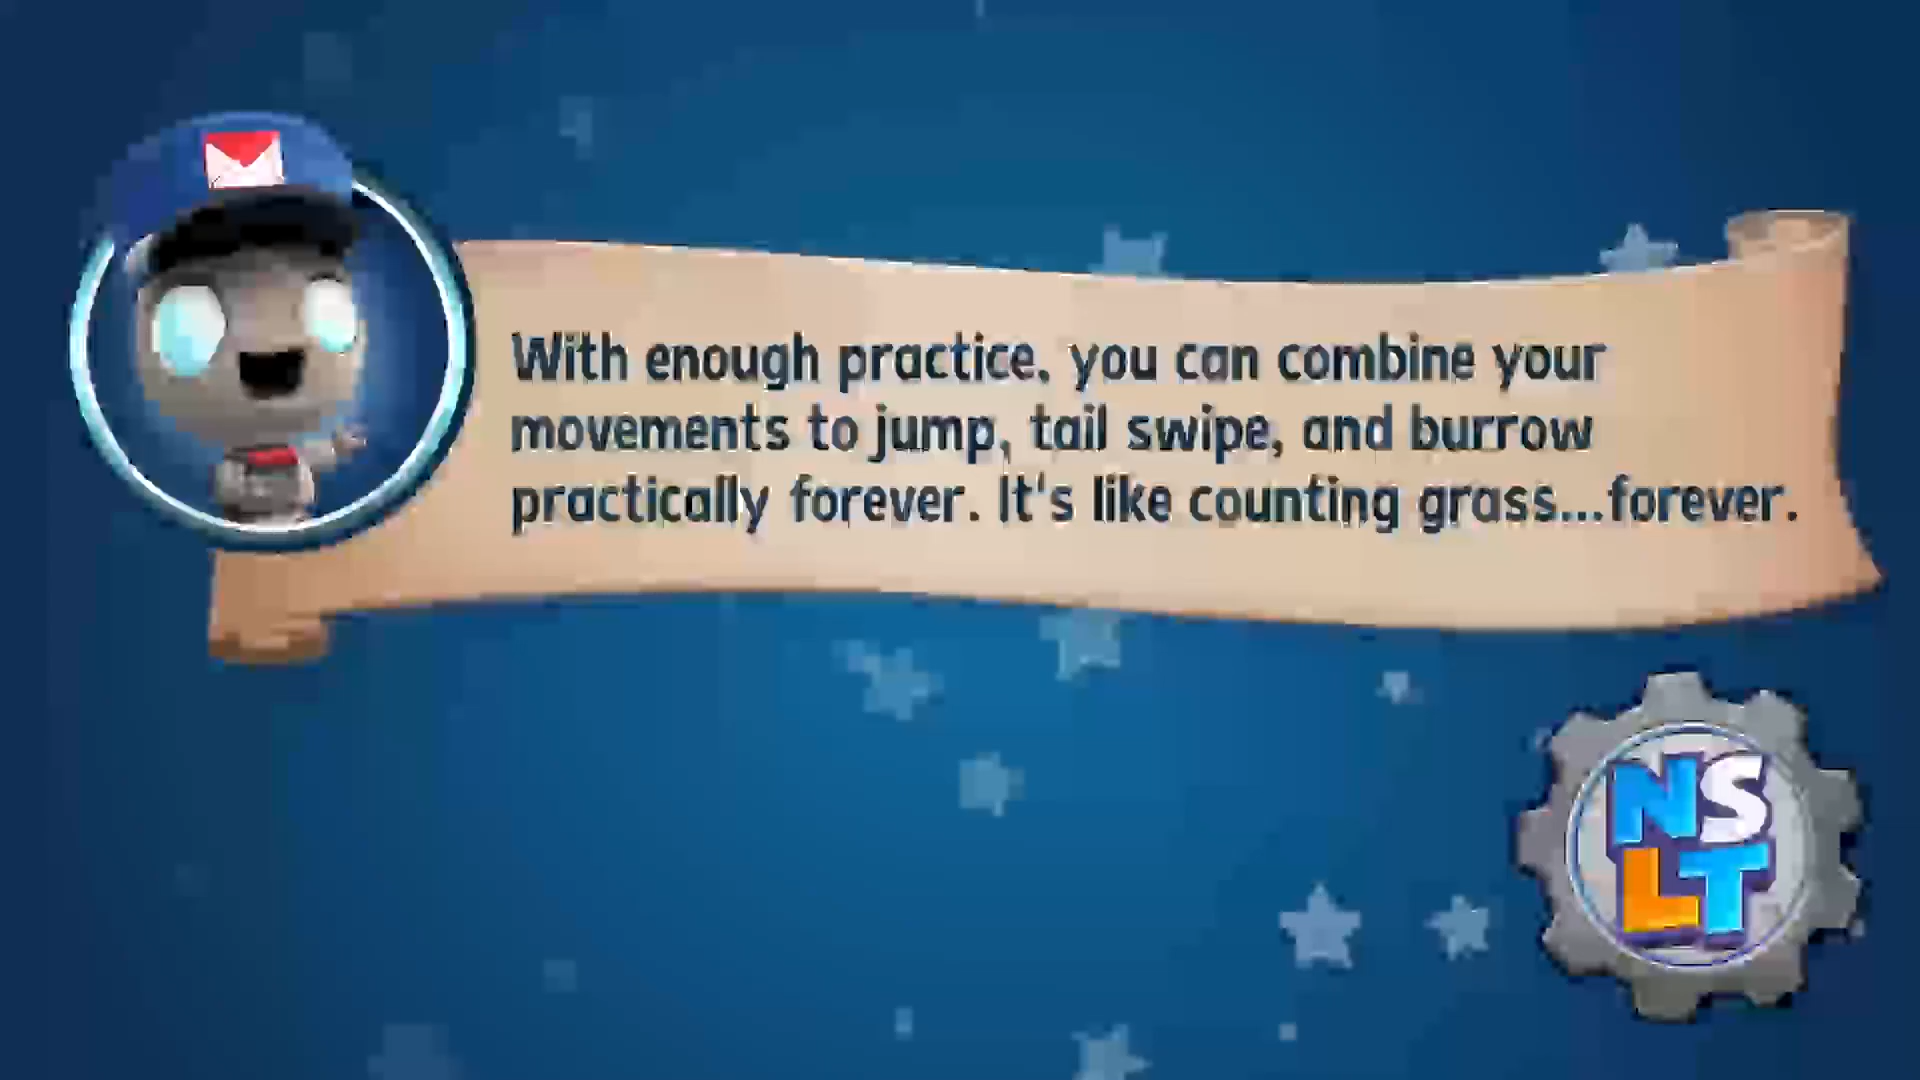 With enough practice, you can combine your
movements to jump, tail swipe, and burrow
practically forever. It's like counting grass...forever.
NS
LT